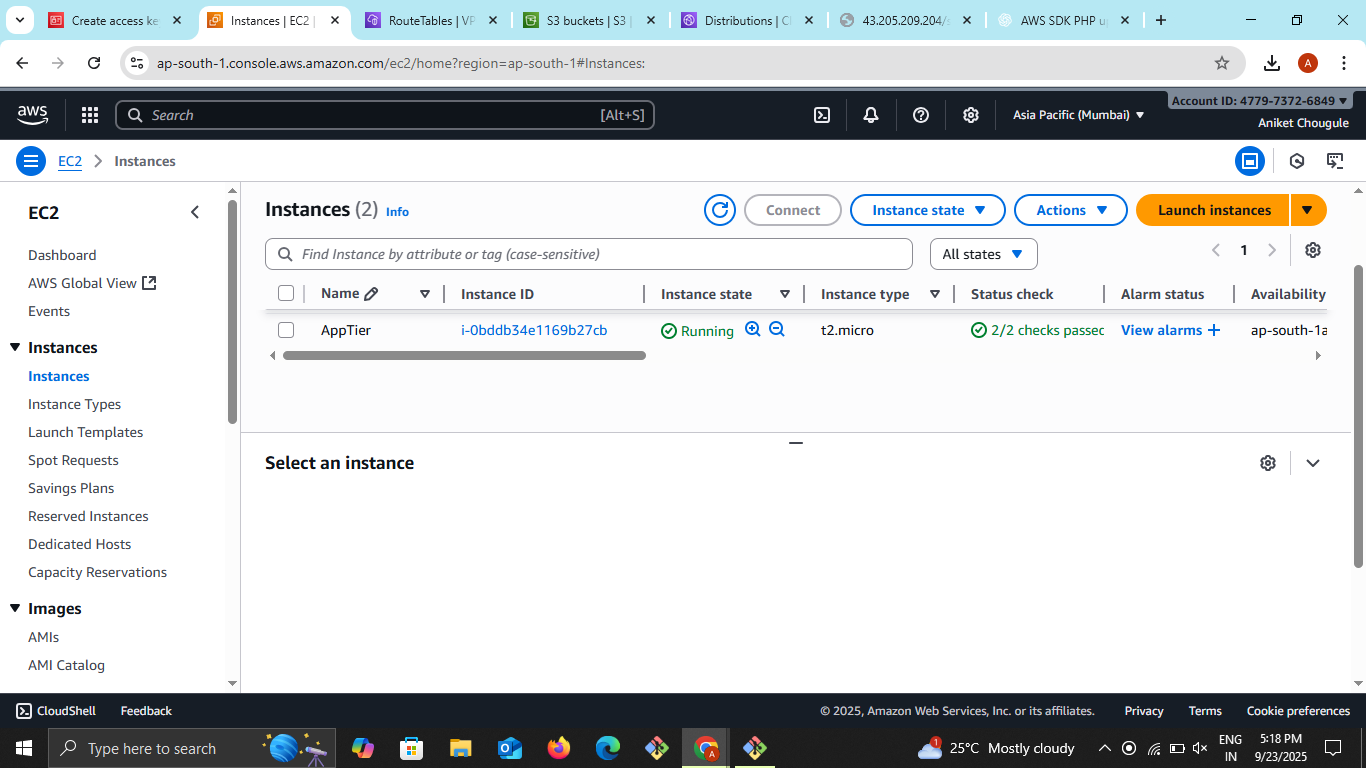 Create access ke
Instances | EC2 |
RouteTables | VP
S3 buckets | S3 |
Distributions | Cl
43.205.209.204/s
AWS SDK PHP u
ap-south-1.console.aws.amazon.com/ec2/home?region=ap-south-1#Instances:
A
aws
Search
[Alt+S]
Asia Pacific (Mumbai)
Account ID: 4779-7372-6849
Aniket Chougule
EC2
Instances
EC2
Dashboard
AWS Global View
Events
Instances
Instances
Instance Types
Launch Templates
Spot Requests
Savings Plans
Reserved Instances
Dedicated Hosts
Capacity Reservations
Images
AMIs
AMI Catalog
Instances (2) Info
Connect
Instance state
Actions
Launch instances
Find Instance by attribute or tag (case-sensitive)
All states
1
Name Instance ID Instance state Instance type Status check Alarm status Availability
AppTier i-0bddb34e1169b27cb Running t2.micro 2/2 checks passec View alarms + ap-south-1a
Select an instance
CloudShell
Feedback
© 2025, Amazon Web Services, Inc. or its affiliates.
Privacy
Terms
Cookie preferences
Type here to search
A
1
25°C Mostly cloudy
ENG
IN
5:18 PM
9/23/2025